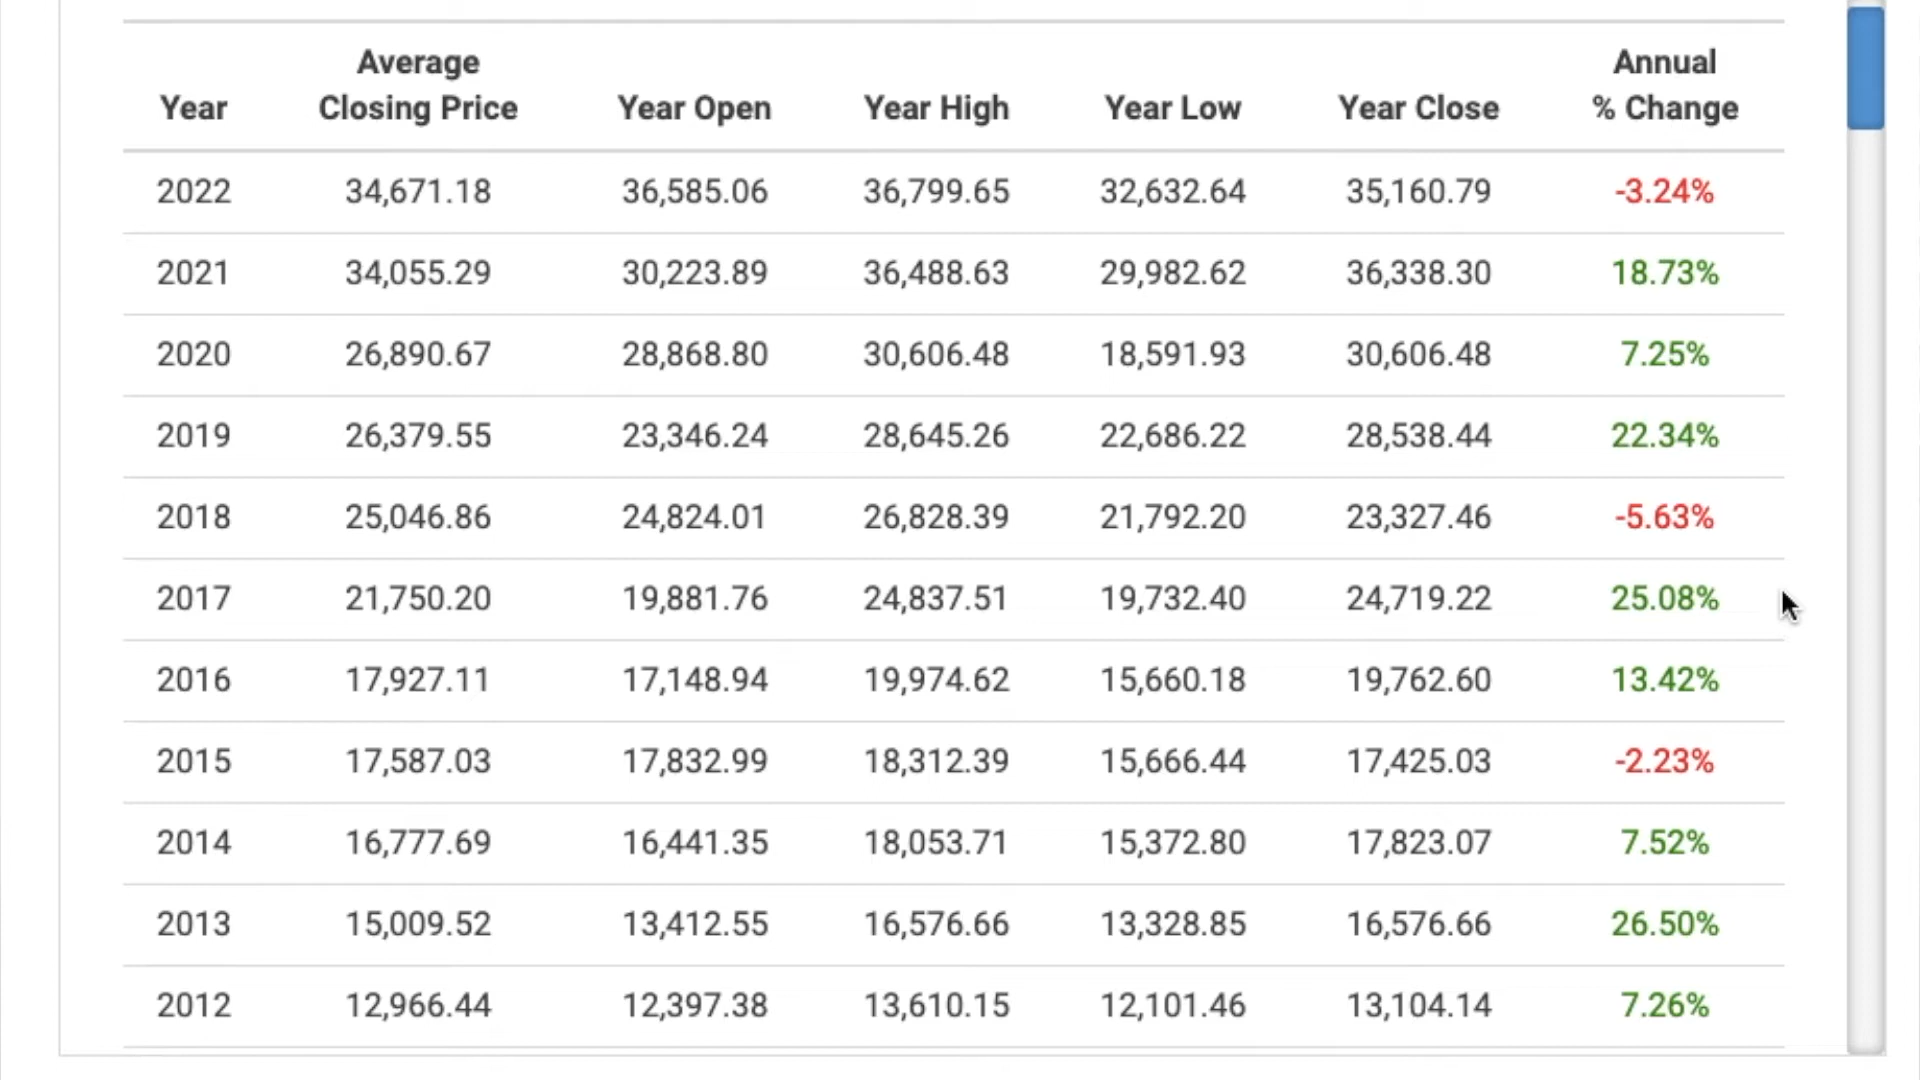 Year Average Closing Price Year Open Year High Year Low Year Close Annual % Change
2022 34,671.18 36,585.06 36,799.65 32,632.64 35,160.79 -3.24%
2021 34,055.29 30,223.89 36,488.63 29,982.62 36,338.30 18.73%
2020 26,890.67 28,868.80 30,606.48 18,591.93 30,606.48 7.25%
2019 26,379.55 23,346.24 28,645.26 22,686.22 28,538.44 22.34%
2018 25,046.86 24,824.01 26,828.39 21,792.20 23,327.46 -5.63%
2017 21,750.20 19,881.76 24,837.51 19,732.40 24,719.22 25.08%
2016 17,927.11 17,148.94 19,974.62 15,660.18 19,762.60 13.42%
2015 17,587.03 17,832.99 18,312.39 15,666.44 17,425.03 -2.23%
2014 16,777.69 16,441.35 18,053.71 15,372.80 17,823.07 7.52%
2013 15,009.52 13,412.55 16,576.66 13,328.85 16,576.66 26.50%
2012 12,966.44 12,397.38 13,610.15 12,101.46 13,104.14 7.26%